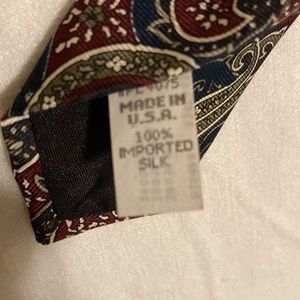 MADE IN
U.S.A.
100%
IMPORTED
SILK